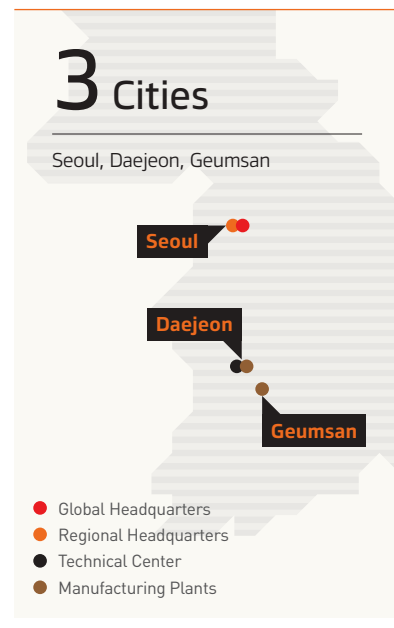 3 Cities
Seoul, Daejeon, Geumsan
Seoul
Daejeon
Geumsan
Global Headquarters
Regional Headquarters
Technical Center
Manufacturing Plants